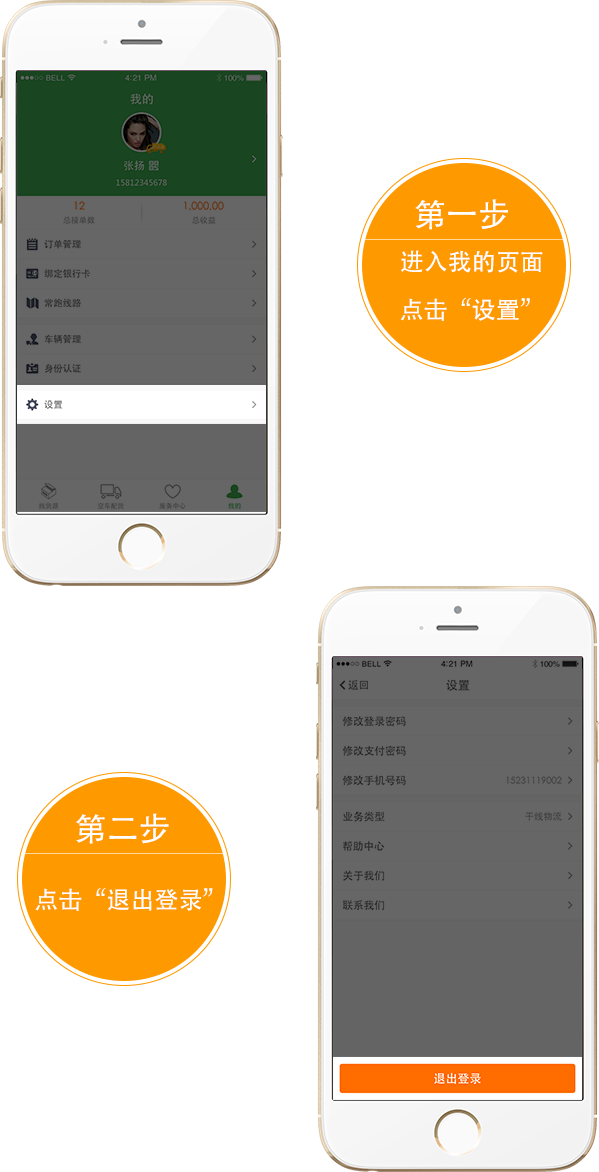 BELL 4:21 PM 100%
我的
张扬
15812345678
12
总接单数
1,000.00
总收益
订单管理
绑定银行卡
常跑线路
车辆管理
身份认证
设置
找货源
空车配货
服务中心
我的
第一步
进入我的页面
点击“设置”
第二步
点击“退出登录”
BELL 4:21 PM 100%
返回 设置
修改登录密码
修改支付密码
修改手机号码 15231119002
业务类型 干线物流
帮助中心
关于我们
联系我们
退出登录